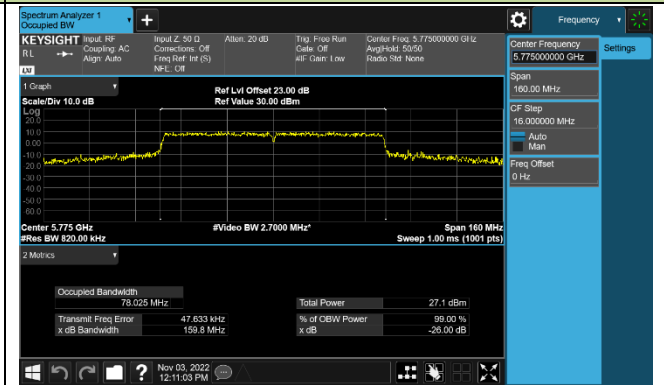 Spectrum Analyzer 1
Occupied BW
+
Frequency
KEYSIGHT
RL
LXI
Input: RF
Coupling: AC
Align: Auto
Input Z: 50 Ω
Corrections: Off
Freq Ref: Int (S)
NFE: Off
Atten: 20 dB
Trig: Free Run
Gate: Off
#IF Gain: Low
Center Freq: 5.775000000 GHz
Avg|Hold: 50/50
Radio Std: None
Center Frequency
5.775000000 GHz
Settings
Span
160.00 MHz
CF Step
16.000000 MHz
Auto
Man
Freq Offset
0 Hz
1 Graph
Scale/Div 10.0 dB
Ref Lvl Offset 23.00 dB
Ref Value 30.00 dBm
Log
20.0
10.0
0.00
-10.0
-20.0
-30.0
-40.0
-60.0
Center 5.775 GHz
#Video BW 2.7000 MHz*
Span 160 MHz
#Res BW 820.00 kHz
Sweep 1.00 ms (1001 pts)
2 Metrics
Occupied Bandwidth
78.025 MHz
Total Power 27.1 dBm
Transmit Freq Error 47.633 kHz
% of OBW Power 99.00 %
x dB Bandwidth 159.8 MHz
x dB -26.00 dB
?
Nov 03, 2022
12:11:03 PM